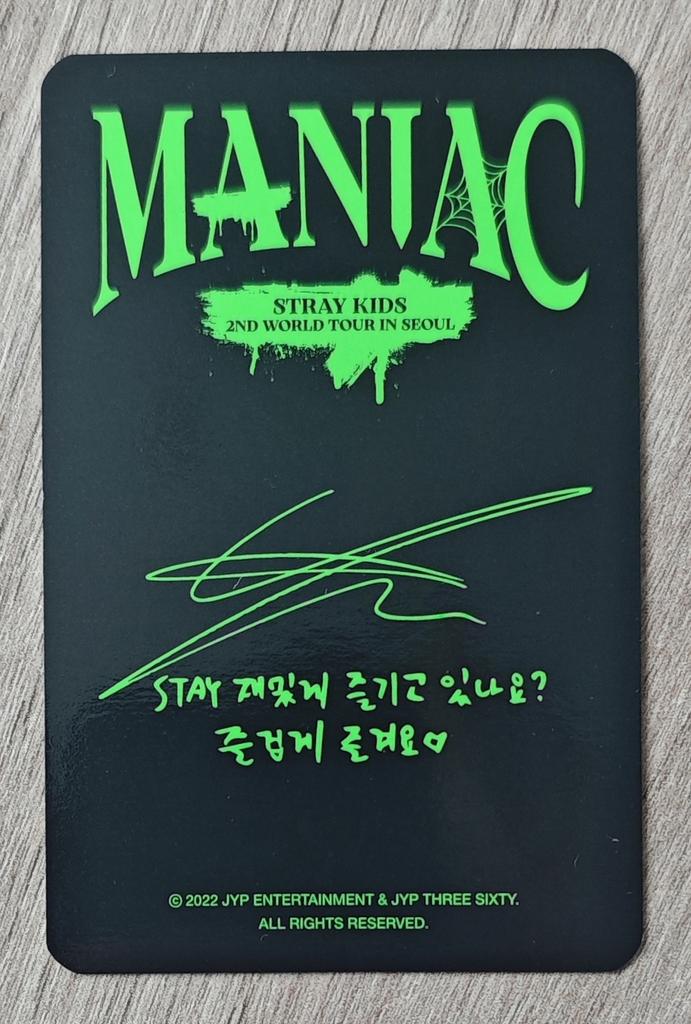 MANIAC
STRAY KIDS
2ND WORLD TOUR IN SEOUL
STAY 재밌게 즐기고 있나요?
즐겁게 즐겨요♡
© 2022 JYP ENTERTAINMENT & JYP THREE SIXTY.
ALL RIGHTS RESERVED.